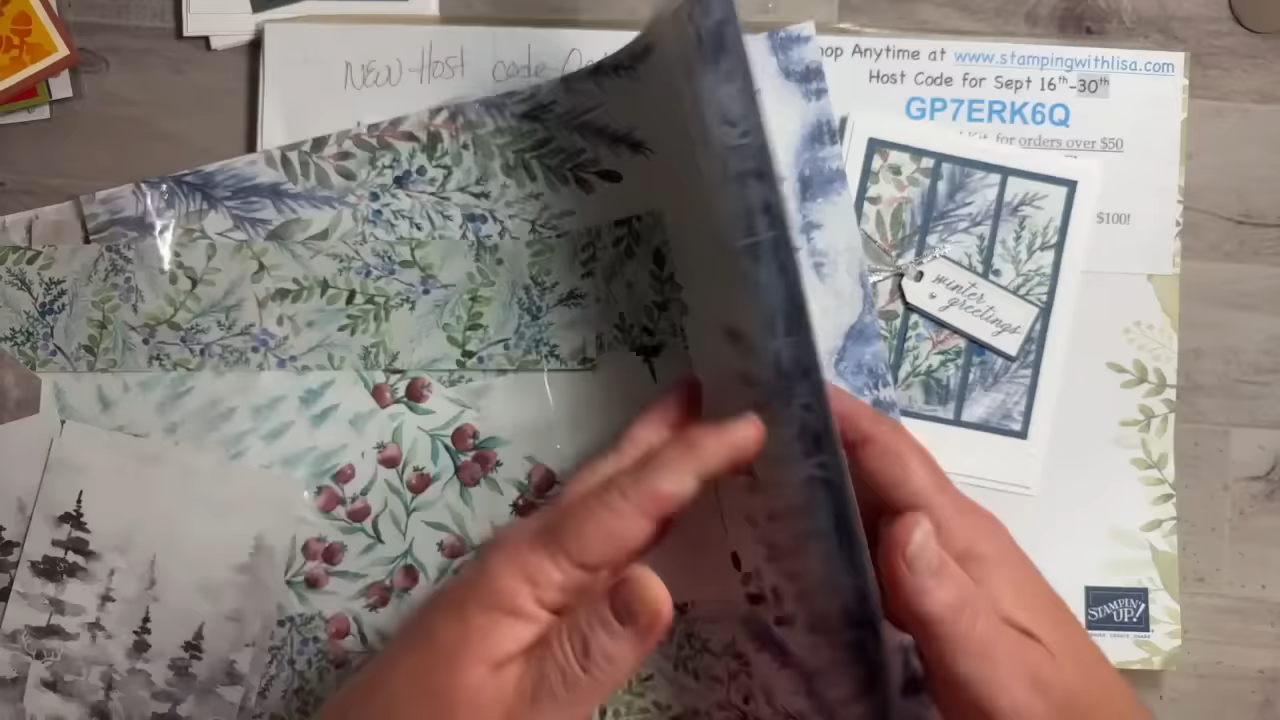 NEW Host code
op Anytime at www.stampingwithlisa.com
Host Code for Sept 16th-30th
GP7ERK6Q
Kit for orders over $50
$100!
winter
greetings
STAMPIN' UP!